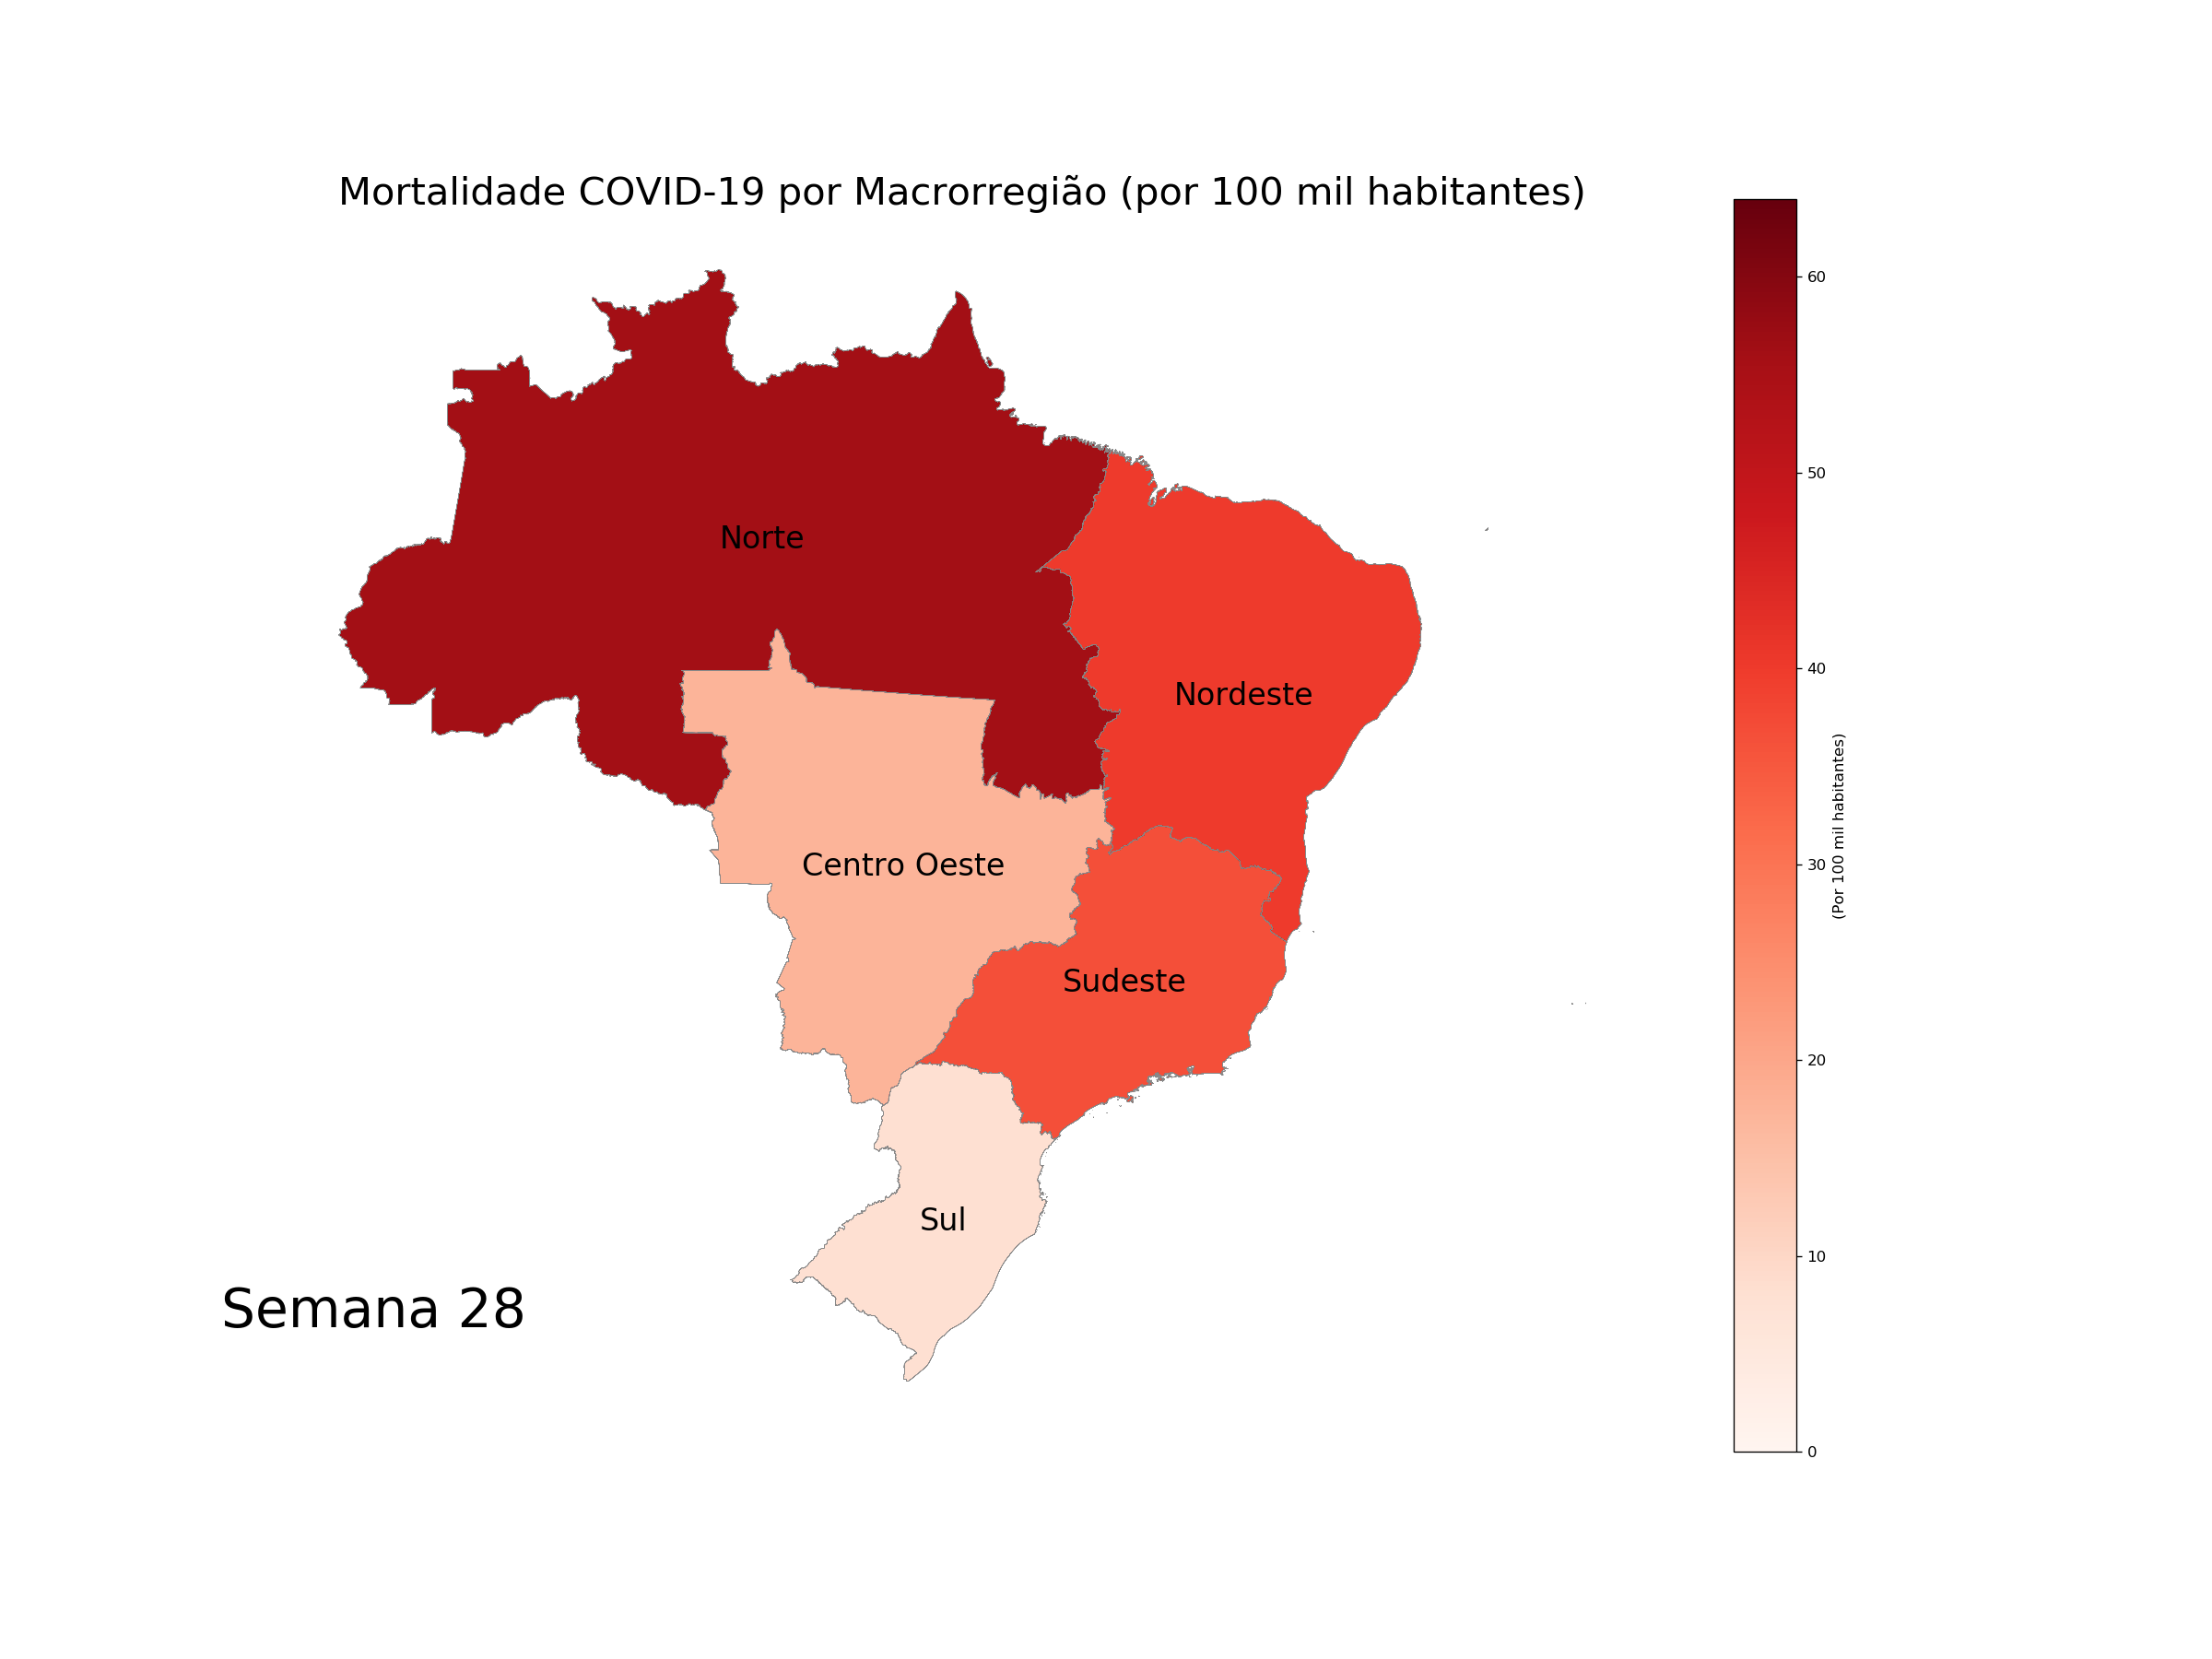 Mortalidade COVID-19 por Macrorregião (por 100 mil habitantes)
Norte
Nordeste
Centro Oeste
Sudeste
Sul
Semana 28
60
50
40
30
20
10
0
(Por 100 mil habitantes)